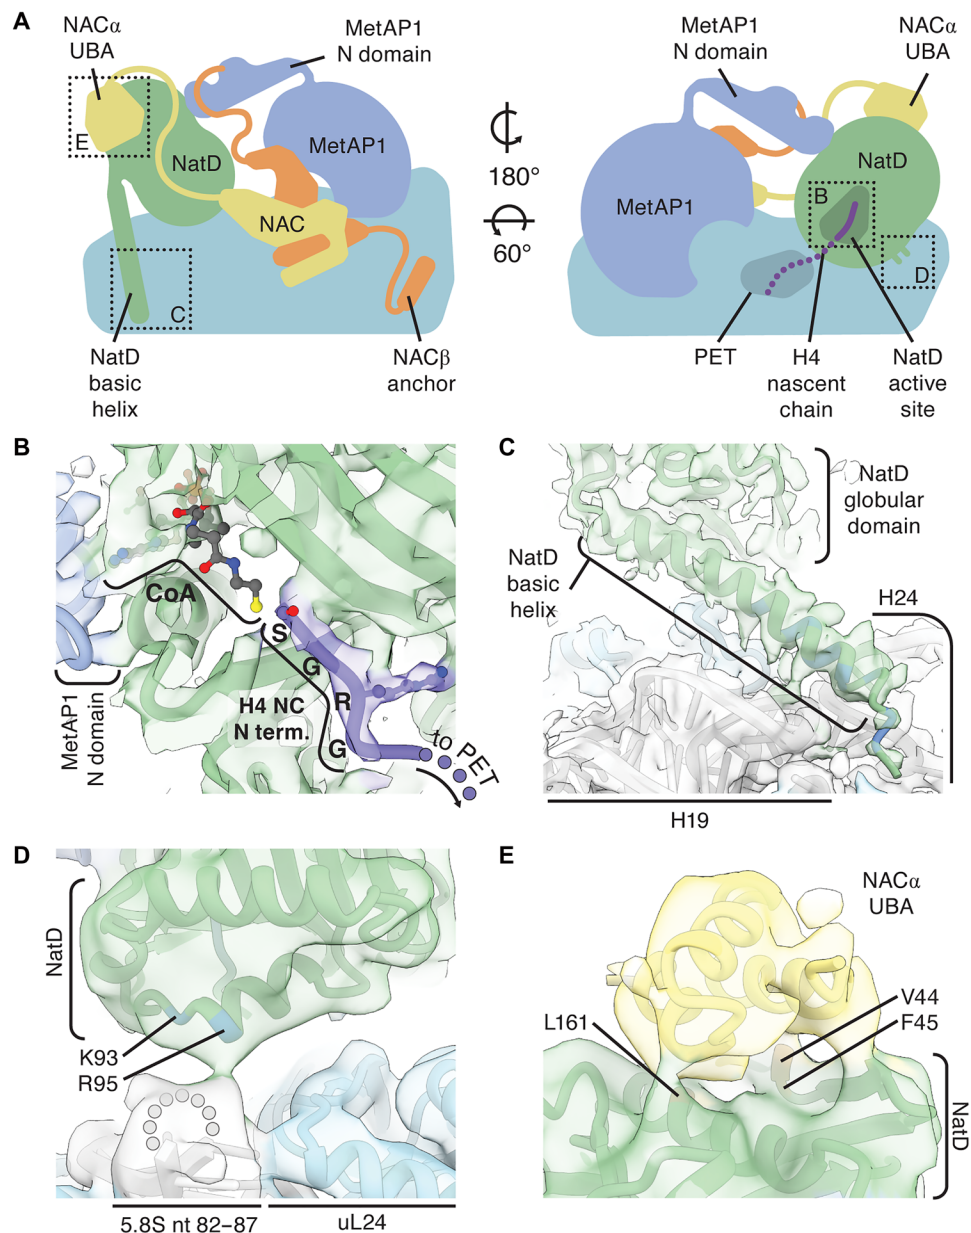 A
NACα
UBA
MetAP1
N domain
E
NatD
MetAP1
NAC
C
NatD
basic
helix
NACβ
anchor
180°
60°
MetAP1
N domain
NACα
UBA
NatD
MetAP1
B
D
PET
H4
nascent
chain
NatD
active
site
B
CoA
S
G
R
G
H4 NC
N term.
MetAP1
N domain
to PET
C
NatD
globular
domain
NatD
basic
helix
H24
H19
D
NatD
K93
R95
5.8S nt 82–87
uL24
E
NACα
UBA
L161
V44
F45
NatD